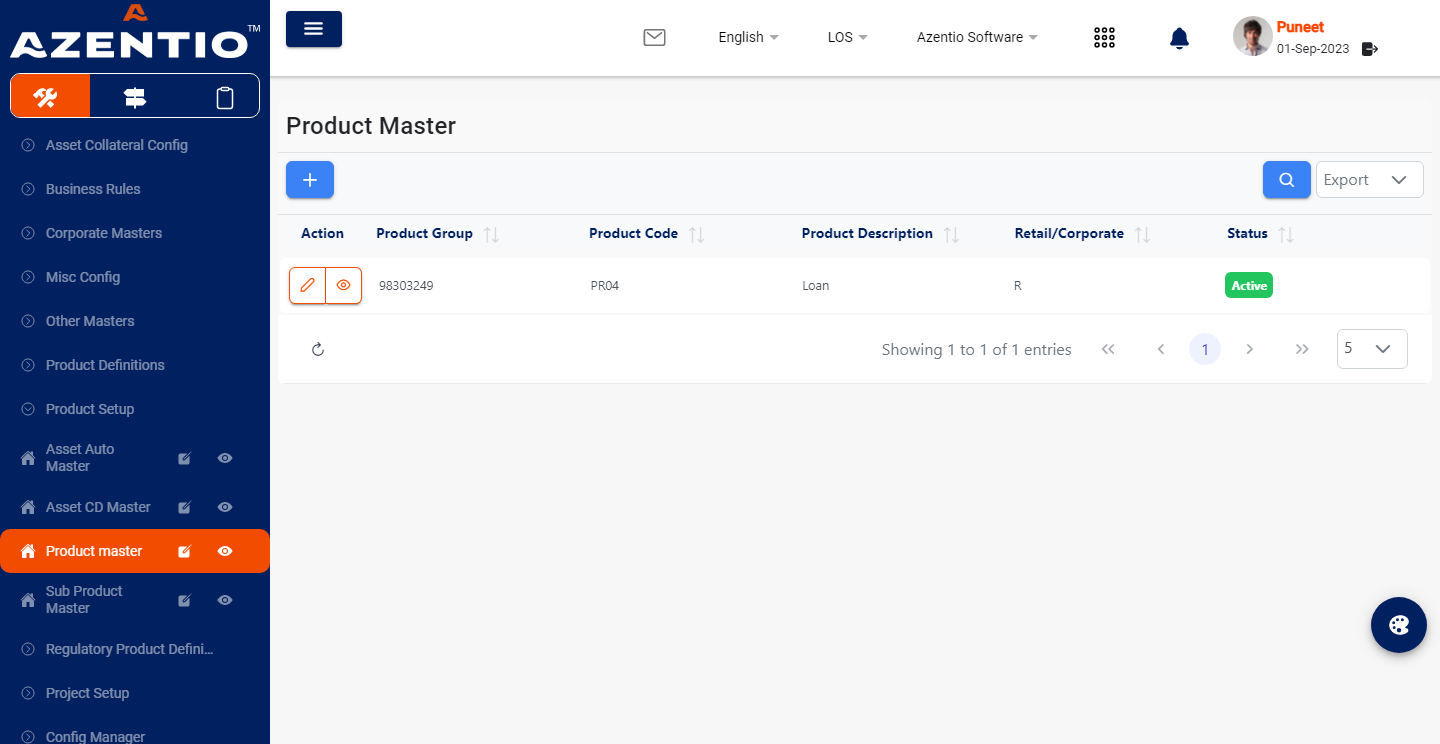 AZENTIO™
English
LOS
Azentio Software
Puneet
01-Sep-2023
Asset Collateral Config
Business Rules
Corporate Masters
Misc Config
Other Masters
Product Definitions
Product Setup
Asset Auto
Master
Asset CD Master
Product master
Sub Product
Master
Regulatory Product Defini...
Project Setup
Config Manager
Product Master
Export
Action Product Group Product Code Product Description Retail/Corporate Status
98303249 PR04 Loan R Active
Showing 1 to 1 of 1 entries 1 5